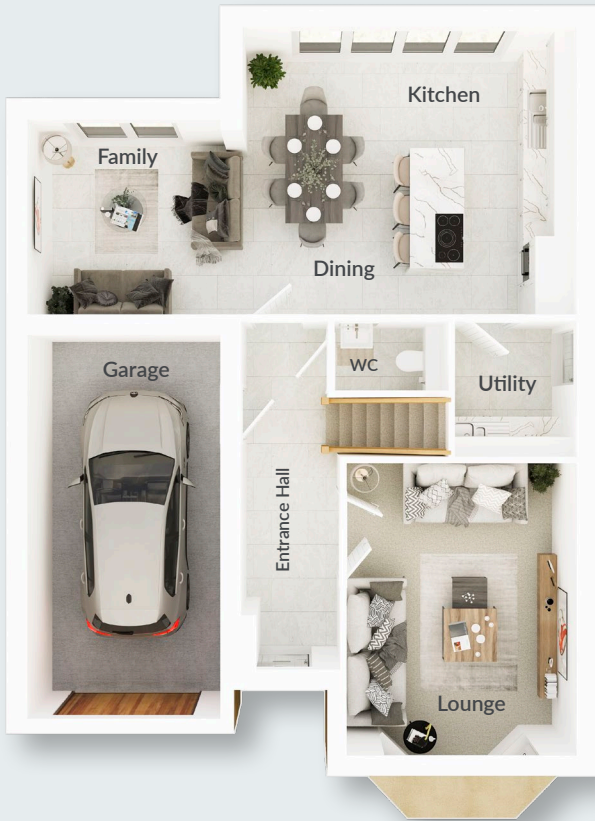 Kitchen
Family
Dining
Garage
WC
Utility
Entrance Hall
Lounge